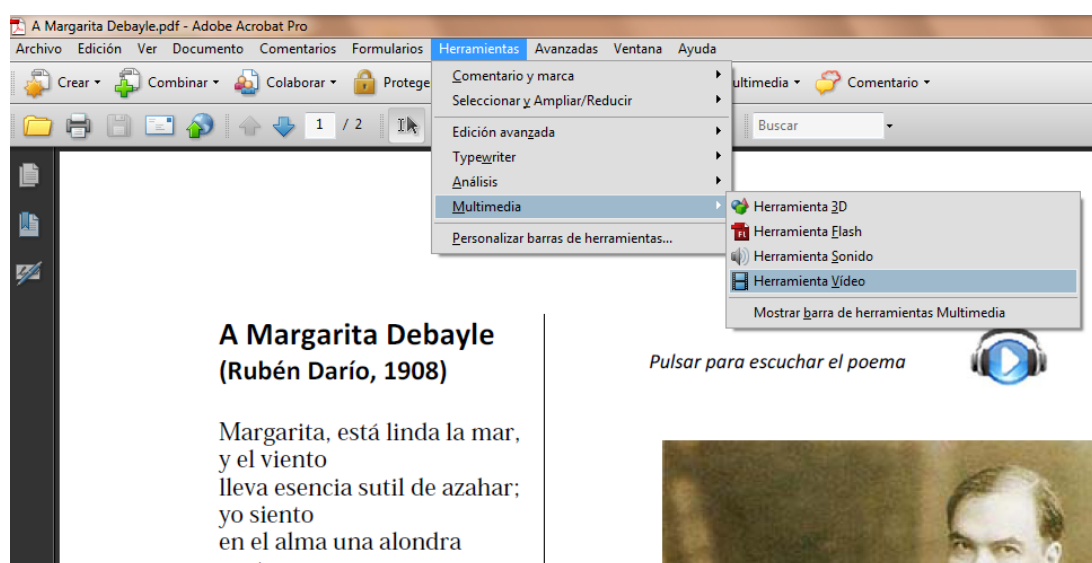 A Margarita Debayle.pdf - Adobe Acrobat Pro
Archivo Edición Ver Documento Comentarios Formularios Herramientas Avanzadas Ventana Ayuda
Crear Combinar Colaborar Protege ultimedia Comentario
1 / 2 Buscar
Comentario y marca
Seleccionar y Ampliar/Reducir
Edición avanzada
Typewriter
Análisis
Multimedia
Personalizar barras de herramientas...
Herramienta 3D
Herramienta Flash
Herramienta Sonido
Herramienta Vídeo
Mostrar barra de herramientas Multimedia
A Margarita Debayle
(Rubén Darío, 1908)
Pulsar para escuchar el poema
Margarita, está linda la mar,
y el viento
lleva esencia sutil de azahar;
yo siento
en el alma una alondra